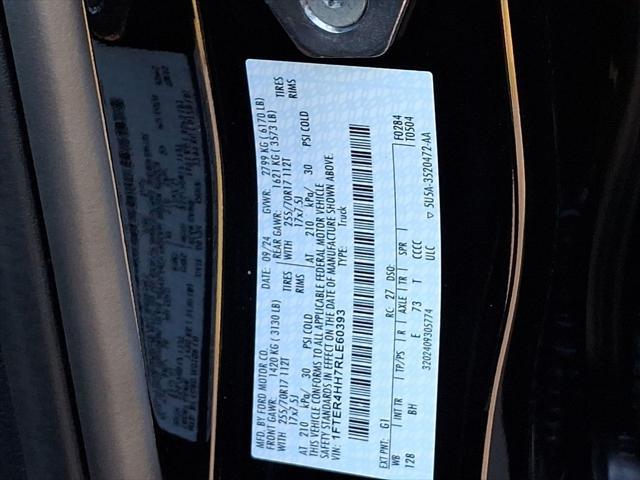 MFD. BY FORD MOTOR CO. DATE: 09/24 GVWR: 2799 KG ( 6170 LB)
FRONT GAWR: 1420 KG ( 3130 LB) REAR GAWR: 1621 KG ( 3573 LB)
WITH 255/70R17 112T TIRES WITH 255/70R17 112T TIRES
17x7.5J RIMS 17x7.5J RIMS
AT 210 kPa/ 30 PSI COLD AT 210 kPa/ 30 PSI COLD
THIS VEHICLE CONFORMS TO ALL APPLICABLE FEDERAL MOTOR VEHICLE
SAFETY STANDARDS IN EFFECT ON THE DATE OF MANUFACTURE SHOWN ABOVE.
VIN: 1FTER4HH7RLE60393 TYPE: Truck
F0284
T0504
EXT PNT: G1 RC: 27 DSO:
WB INT TR TP/PS R AXLE TR SPR
128 BH E 73 T CCCC
ULC
3202409305774
5U5A-3520472-AA